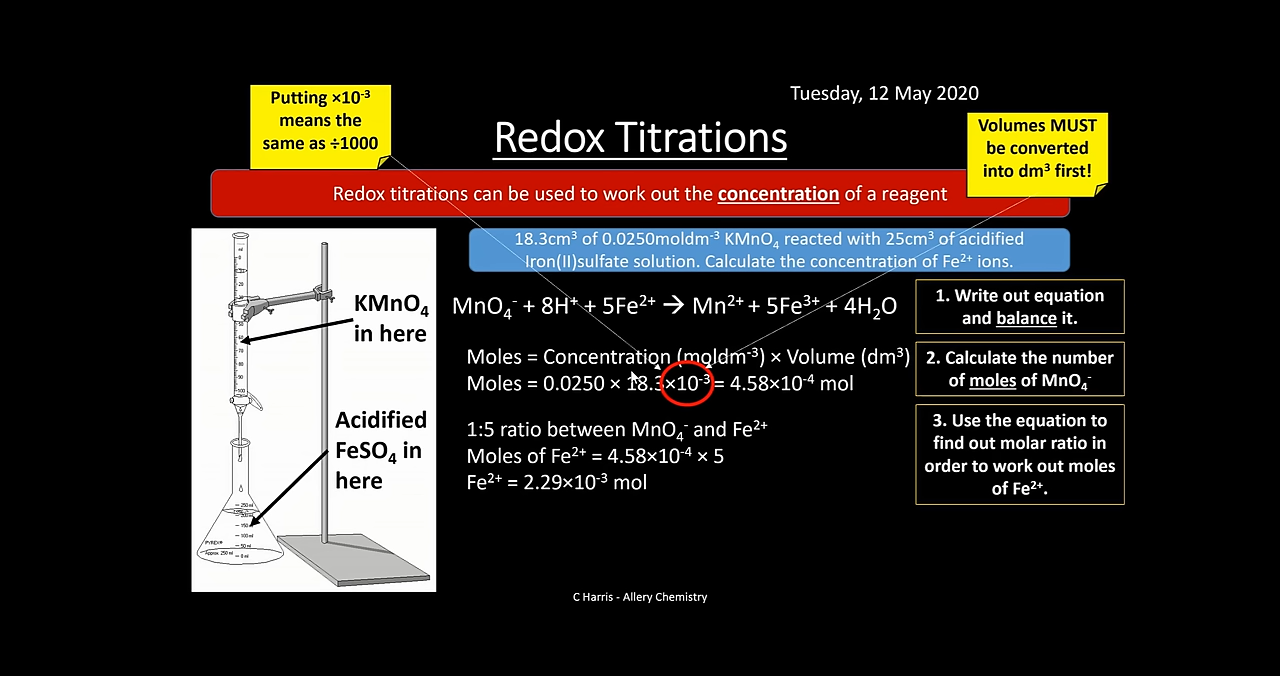 Tuesday, 12 May 2020
Putting ×10⁻³
means the
same as ÷1000
Redox Titrations
Volumes MUST
be converted
into dm³ first!
Redox titrations can be used to work out the concentration of a reagent
18.3cm³ of 0.0250moldm⁻³ KMnO₄ reacted with 25cm³ of acidified
Iron(II)sulfate solution. Calculate the concentration of Fe²⁺ ions.
KMnO₄
in here
Acidified
FeSO₄ in
here
MnO₄⁻ + 8H⁺ + 5Fe²⁺ → Mn²⁺ + 5Fe³⁺ + 4H₂O
Moles = Concentration (moldm⁻³) × Volume (dm³)
Moles = 0.0250 × 18.3×10⁻³ = 4.58×10⁻⁴ mol
1:5 ratio between MnO₄⁻ and Fe²⁺
Moles of Fe²⁺ = 4.58×10⁻⁴ × 5
Fe²⁺ = 2.29×10⁻³ mol
1. Write out equation
and balance it.
2. Calculate the number
of moles of MnO₄⁻
3. Use the equation to
find out molar ratio in
order to work out moles
of Fe²⁺.
C Harris - Allery Chemistry